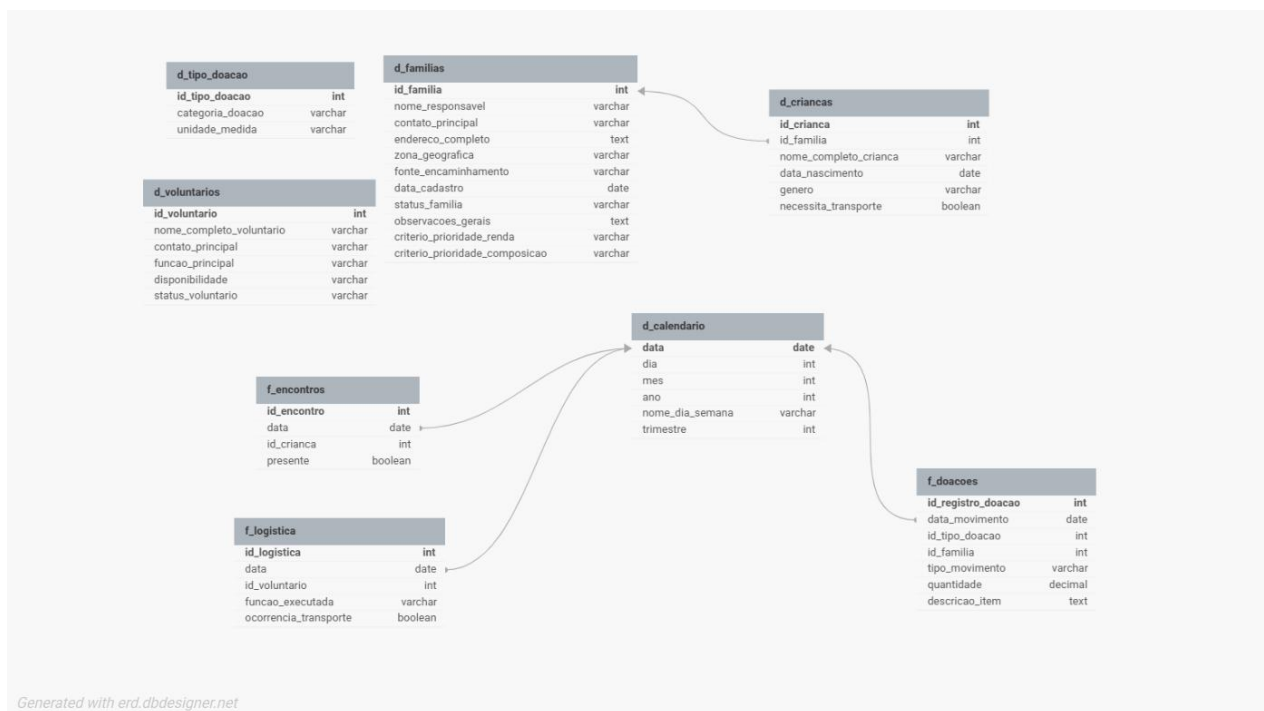 d_tipo_doacao
id_tipo_doacao int
categoria_doacao varchar
unidade_medida varchar
d_familias
id_familia int
nome_responsavel varchar
contato_principal varchar
endereco_completo text
zona_geografica varchar
fonte_encaminhamento varchar
data_cadastro date
status_familia varchar
observacoes_gerais text
criterio_prioridade_renda varchar
criterio_prioridade_composicao varchar
d_criancas
id_crianca int
id_familia int
nome_completo_crianca varchar
data_nascimento date
genero varchar
necessita_transporte boolean
d_voluntarios
id_voluntario int
nome_completo_voluntario varchar
contato_principal varchar
funcao_principal varchar
disponibilidade varchar
status_voluntario varchar
d_calendario
data date
dia int
mes int
ano int
nome_dia_semana varchar
trimestre int
f_encontros
id_encontro int
data date
id_crianca int
presente boolean
f_logistica
id_logistica int
data date
id_voluntario int
funcao_executada varchar
ocorrencia_transporte boolean
f_doacoes
id_registro_doacao int
data_movimento date
id_tipo_doacao int
id_familia int
tipo_movimento varchar
quantidade decimal
descricao_item text
Generated with erd.dbdesigner.net